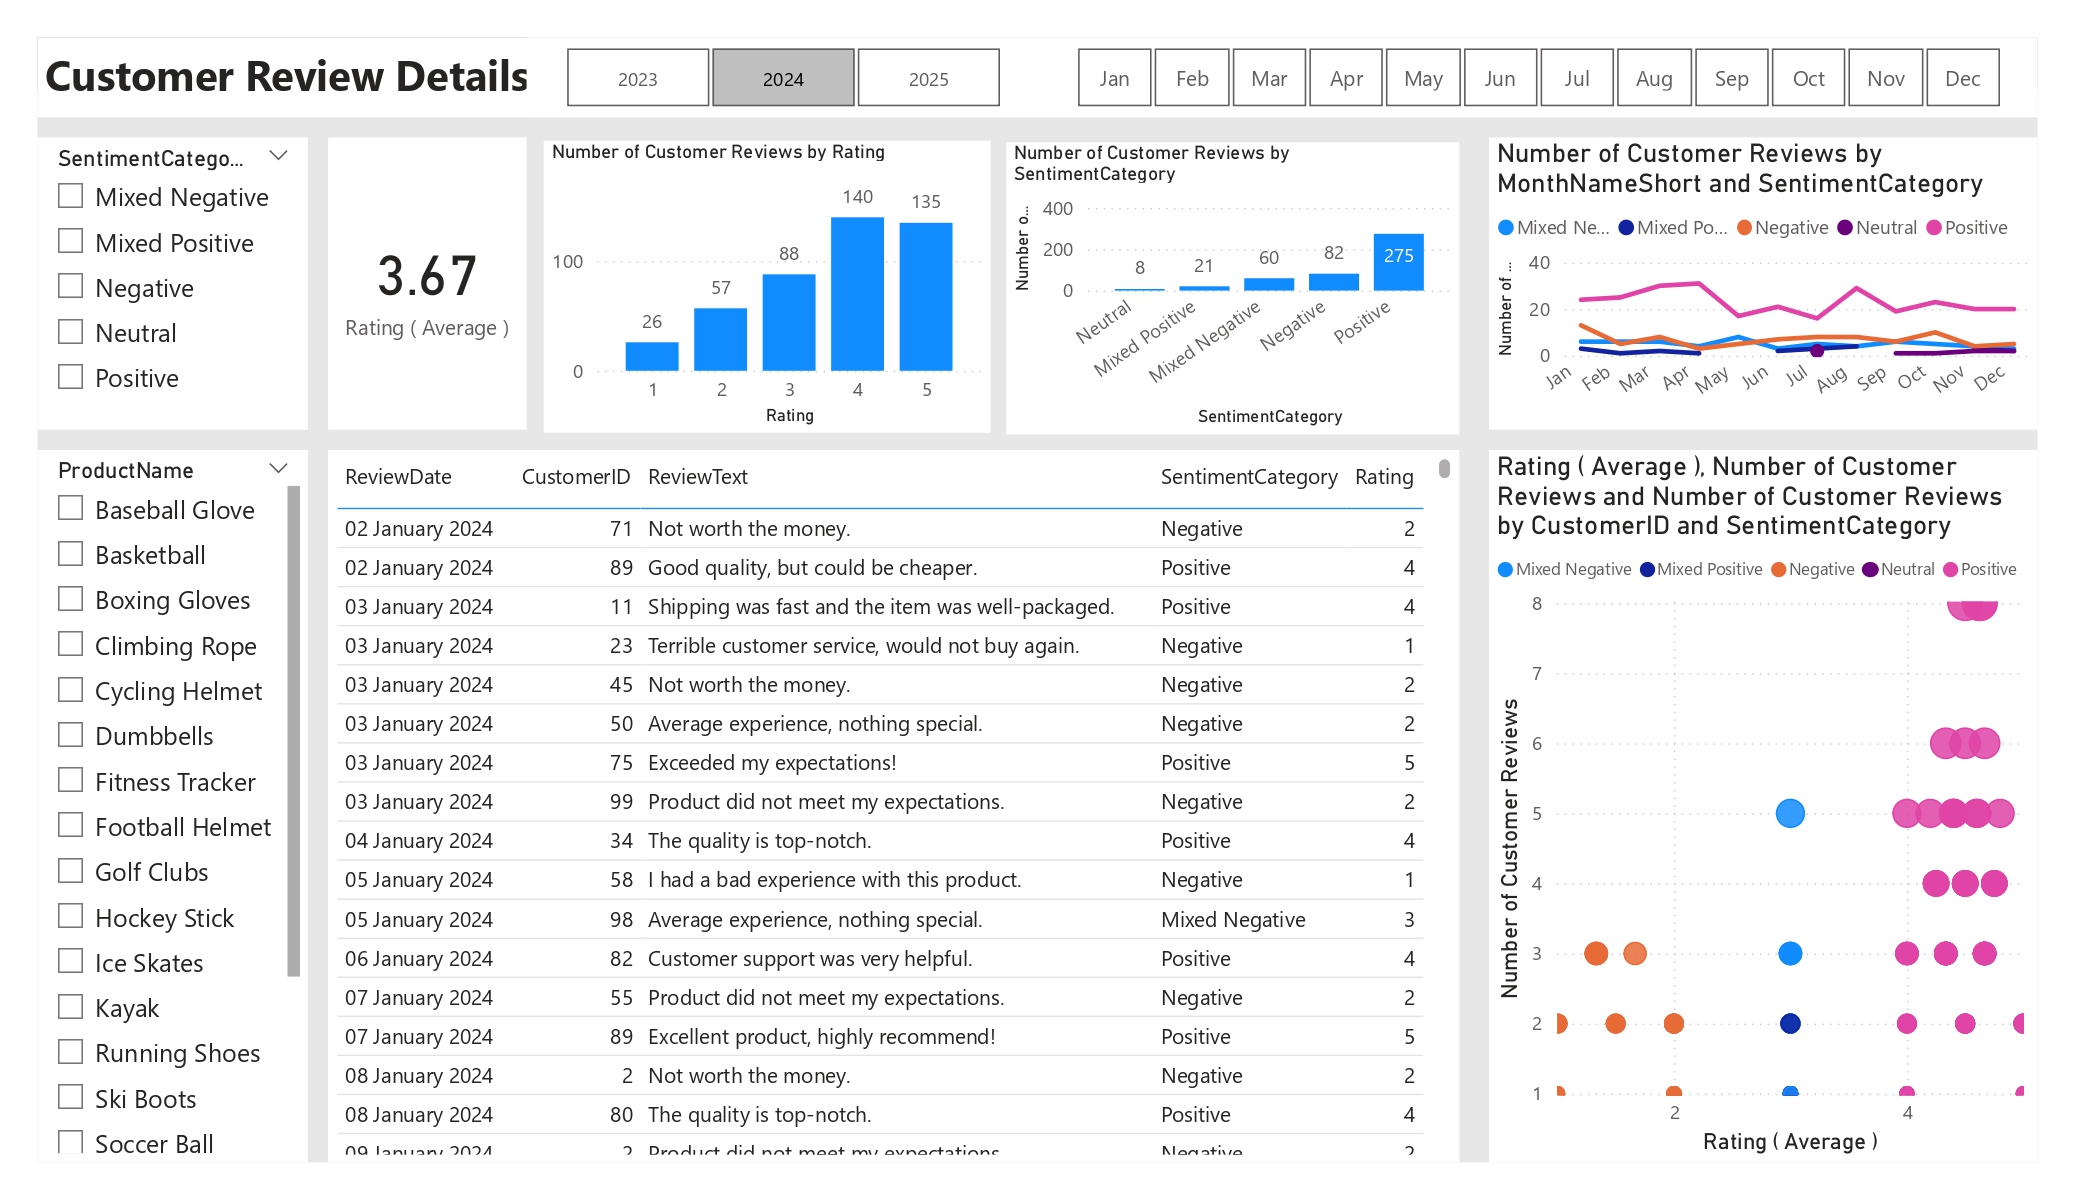 Customer Review Details
2023 2024 2025
Jan Feb Mar Apr May Jun Jul Aug Sep Oct Nov Dec
SentimentCatego...
Mixed Negative
Mixed Positive
Negative
Neutral
Positive
3.67
Rating ( Average )
Number of Customer Reviews by Rating
100
0
26
57
88
140
135
1 2 3 4 5
Rating
Number of Customer Reviews by
SentimentCategory
Number o...
400
200
0
8
21
60
82
275
Neutral
Mixed Positive
Mixed Negative
Negative
Positive
SentimentCategory
Number of Customer Reviews by
MonthNameShort and SentimentCategory
Mixed Ne... Mixed Po... Negative Neutral Positive
Number of ...
40
20
0
Jan Feb Mar Apr May Jun Jul Aug Sep Oct Nov Dec
ProductName
Baseball Glove
Basketball
Boxing Gloves
Climbing Rope
Cycling Helmet
Dumbbells
Fitness Tracker
Football Helmet
Golf Clubs
Hockey Stick
Ice Skates
Kayak
Running Shoes
Ski Boots
Soccer Ball
ReviewDate CustomerID ReviewText SentimentCategory Rating
02 January 2024 71 Not worth the money. Negative 2
02 January 2024 89 Good quality, but could be cheaper. Positive 4
03 January 2024 11 Shipping was fast and the item was well-packaged. Positive 4
03 January 2024 23 Terrible customer service, would not buy again. Negative 1
03 January 2024 45 Not worth the money. Negative 2
03 January 2024 50 Average experience, nothing special. Negative 2
03 January 2024 75 Exceeded my expectations! Positive 5
03 January 2024 99 Product did not meet my expectations. Negative 2
04 January 2024 34 The quality is top-notch. Positive 4
05 January 2024 58 I had a bad experience with this product. Negative 1
05 January 2024 98 Average experience, nothing special. Mixed Negative 3
06 January 2024 82 Customer support was very helpful. Positive 4
07 January 2024 55 Product did not meet my expectations. Negative 2
07 January 2024 89 Excellent product, highly recommend! Positive 5
08 January 2024 2 Not worth the money. Negative 2
08 January 2024 80 The quality is top-notch. Positive 4
09 January 2024 2 Product did not meet my expectations. Negative 2
Rating ( Average ), Number of Customer
Reviews and Number of Customer Reviews
by CustomerID and SentimentCategory
Mixed Negative Mixed Positive Negative Neutral Positive
Number of Customer Reviews
8
7
6
5
4
3
2
1
2 4
Rating ( Average )